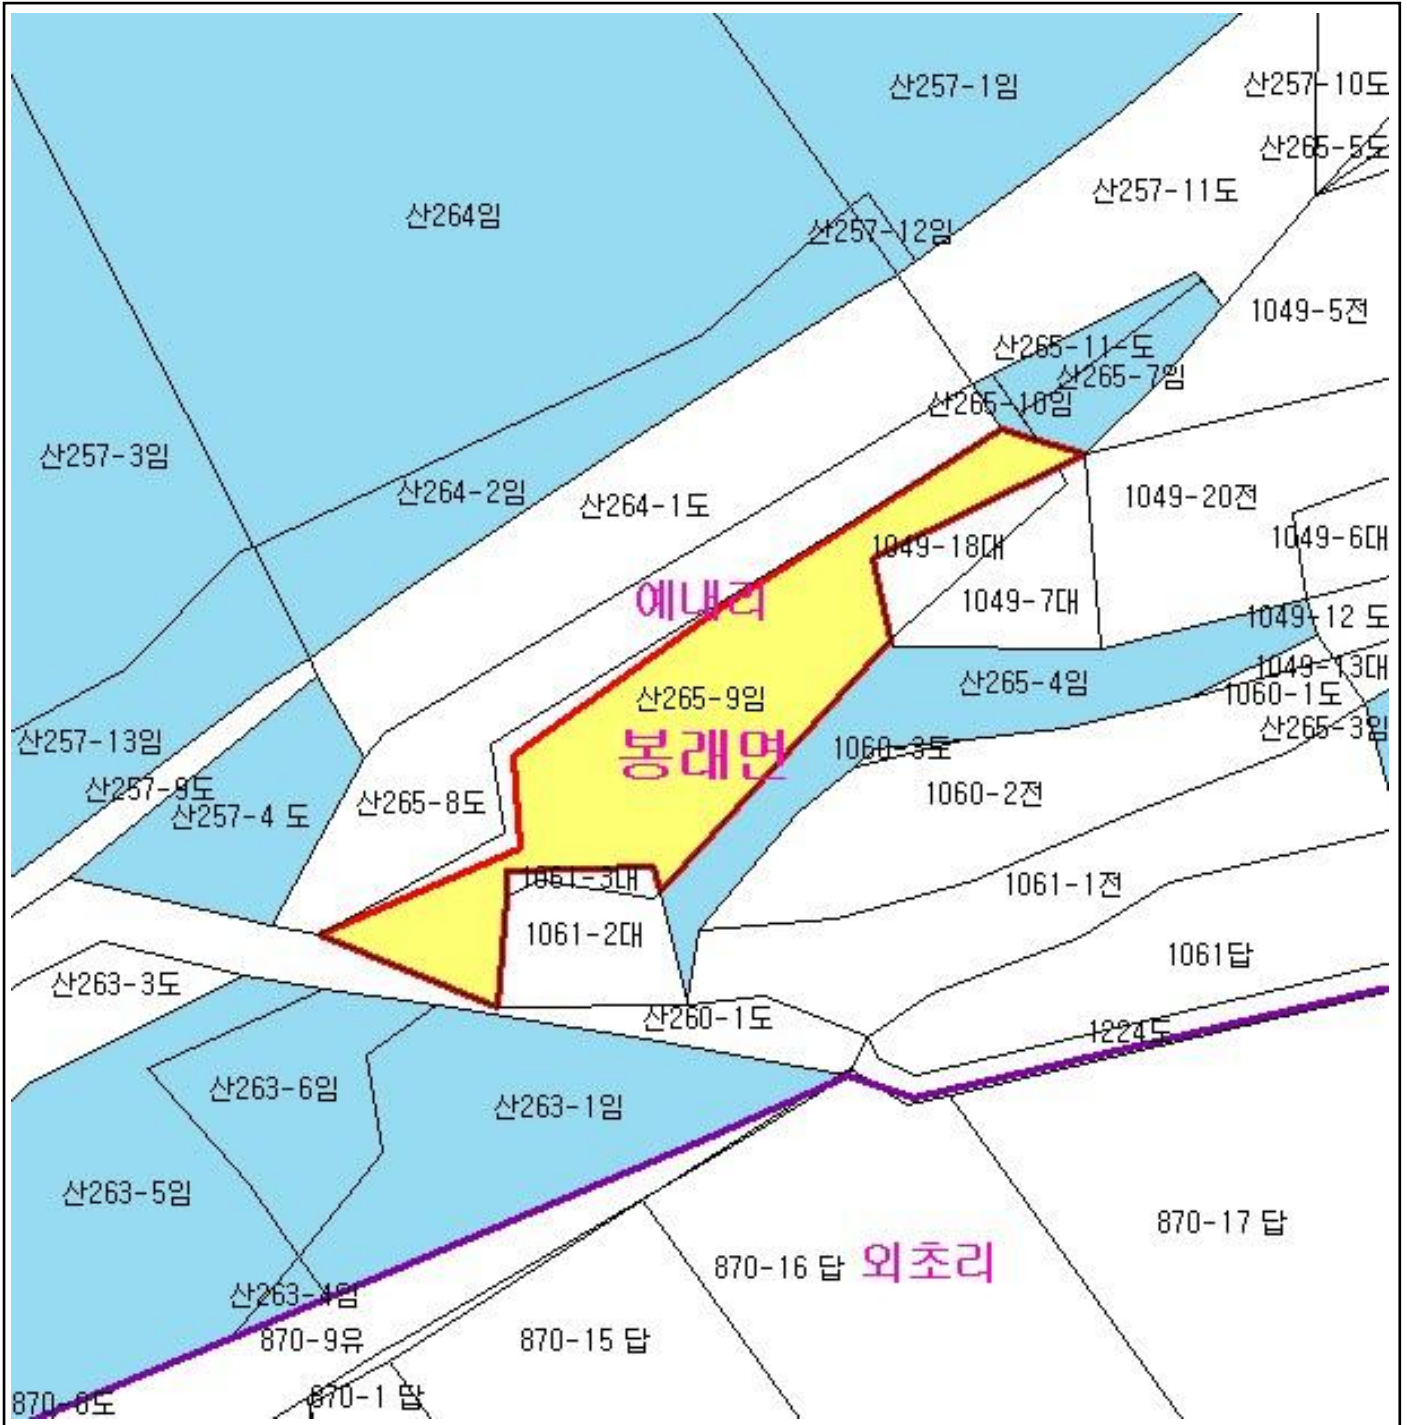 산257-1임
산257-10도
산265-5도
산257-11도
산264임
산257-12임
1049-5전
산265-11-도
산265-7임
산265-10임
산257-3임
산264-2임
산264-1도
1049-20전
1049-6대
1049-18대
예내리
1049-7대
1049-12 도
1049-13대
산265-4임
산265-9임
1060-1도
산265-3임
산257-13임
봉래면
1060-3도
산257-9도
산257-4 도
산265-8도
1060-2전
1061-3대
1061-1전
1061-2대
1061답
산263-3도
산260-1도
1224도
산263-6임
산263-1임
산263-5임
870-17 답
870-16 답
외초리
산263-4임
870-9유
870-15 답
870-1 답
870-8도